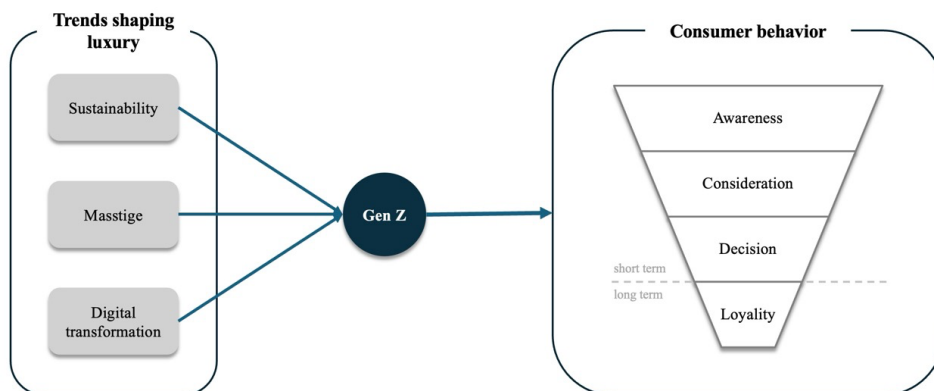 Trends shaping
luxury
Sustainability
Masstige
Digital
transformation
Gen Z
Consumer behavior
Awareness
Consideration
Decision
short term
long term
Loyality